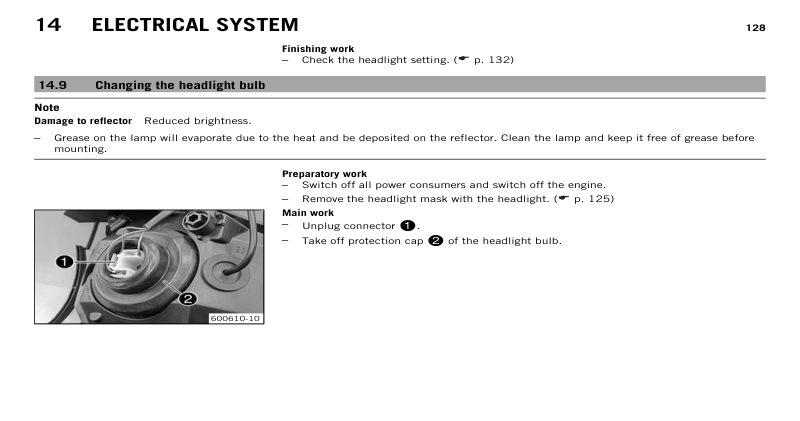 14 ELECTRICAL SYSTEM 128
Finishing work
– Check the headlight setting. (☛ p. 132)
14.9 Changing the headlight bulb
Note
Damage to reflector Reduced brightness.
– Grease on the lamp will evaporate due to the heat and be deposited on the reflector. Clean the lamp and keep it free of grease before
mounting.
Preparatory work
– Switch off all power consumers and switch off the engine.
– Remove the headlight mask with the headlight. (☛ p. 125)
Main work
– Unplug connector ❶.
– Take off protection cap ❷ of the headlight bulb.
❶
❷
600610-10